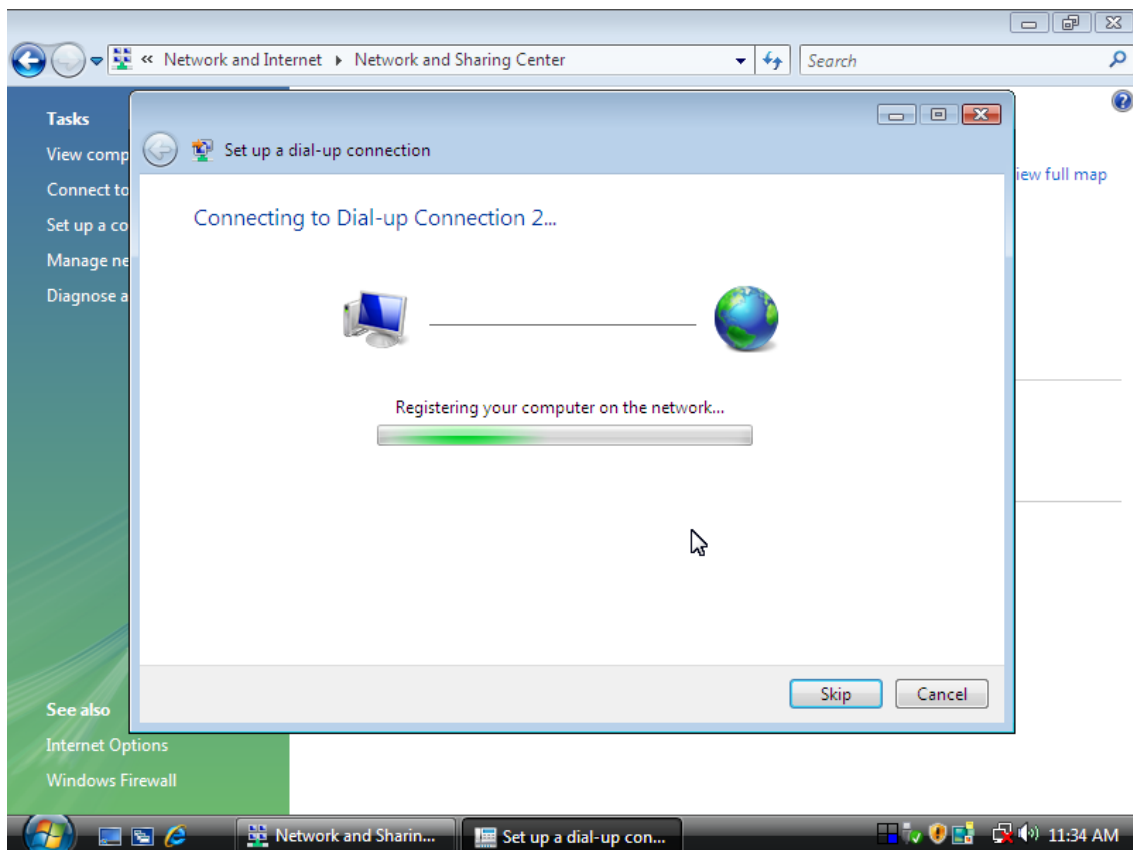 « Network and Internet ▸ Network and Sharing Center
Search
Tasks
View comp
Connect to
Set up a co
Manage ne
Diagnose a
See also
Internet Options
Windows Firewall
iew full map
Set up a dial-up connection
Connecting to Dial-up Connection 2...
Registering your computer on the network...
Skip
Cancel
Network and Sharin...
Set up a dial-up con...
11:34 AM